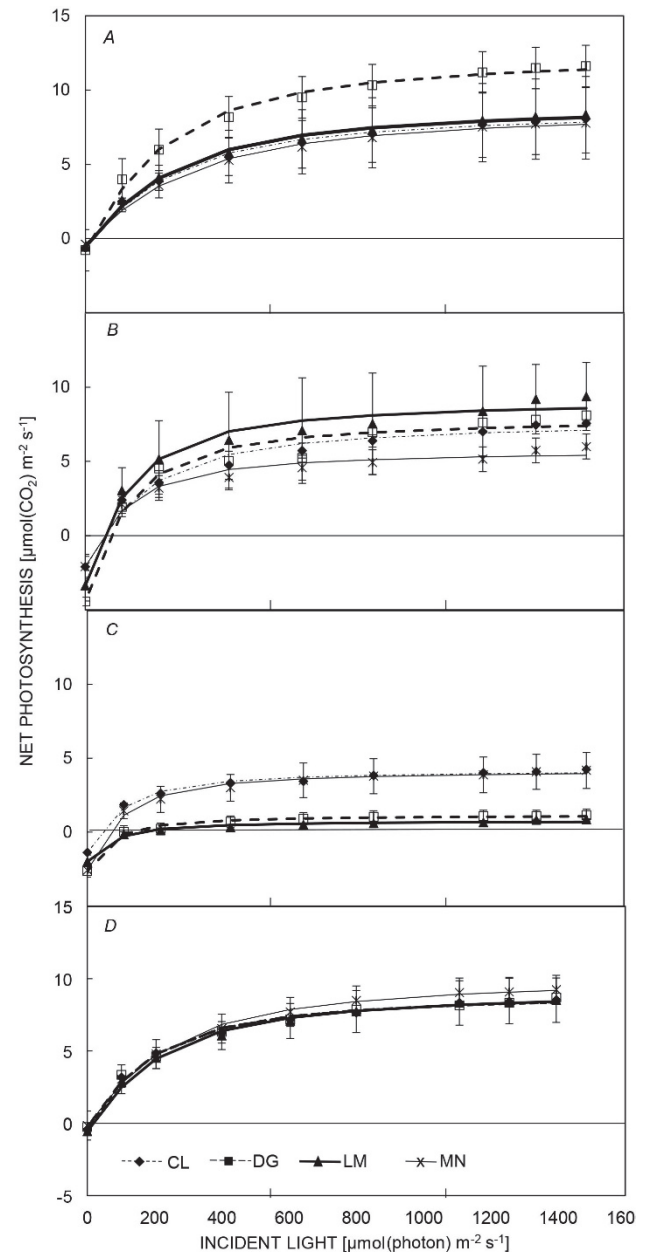 15
A
10
5
0
B
10
5
0
C
10
5
0
15
D
10
5
0
-5
NET PHOTOSYNTHESIS [µmol(CO₂) m⁻² s⁻¹]
CL DG LM MN
0 200 400 600 800 1000 1200 1400 160
INCIDENT LIGHT [µmol(photon) m⁻² s⁻¹]